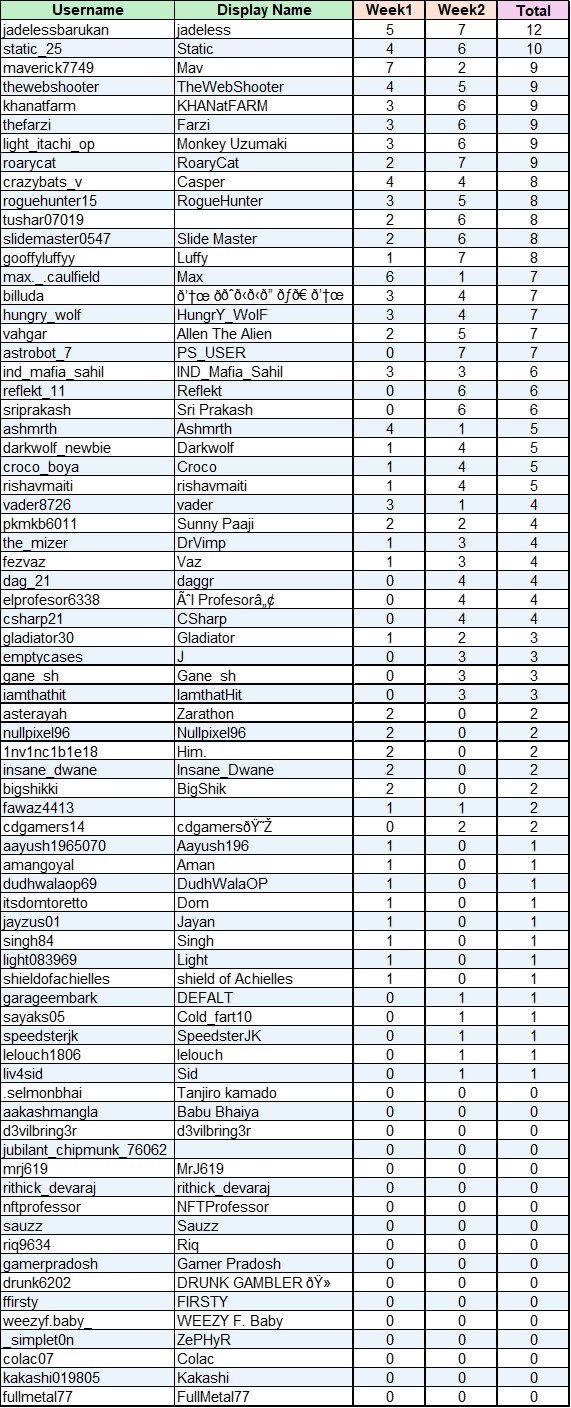 Username Display Name Week1 Week2 Total
jadelessbarukan jadeless 5 7 12
static_25 Static 4 6 10
maverick7749 Mav 7 2 9
thewebshooter TheWebShooter 4 5 9
khanatfarm KHANatFARM 3 6 9
thefarzi Farzi 3 6 9
light_itachi_op Monkey Uzumaki 3 6 9
roarycat RoaryCat 2 7 9
crazybats_v Casper 4 4 8
roguehunter15 RogueHunter 3 5 8
tushar07019 2 6 8
slidemaster0547 Slide Master 2 6 8
gooffyluffyy Luffy 1 7 8
max._.caulfield Max 6 1 7
billuda 3 4 7
hungry_wolf HungrY_WolF 3 4 7
vahgar Allen The Alien 2 5 7
astrobot_7 PS_USER 0 7 7
ind_mafia_sahil IND_Mafia_Sahil 3 3 6
reflekt_11 Reflekt 0 6 6
sriprakash Sri Prakash 0 6 6
ashmrth Ashmrth 4 1 5
darkwolf_newbie Darkwolf 1 4 5
croco_boya Croco 1 4 5
rishavmaiti rishavmaiti 1 4 5
vader8726 vader 3 1 4
pkmkb6011 Sunny Paaji 2 2 4
the_mizer DrVimp 1 3 4
fezvaz Vaz 1 3 4
dag_21 daggr 0 4 4
elprofesor6338 Ãˆl Profesorâ„¢ 0 4 4
csharp21 CSharp 0 4 4
gladiator30 Gladiator 1 2 3
emptycases J 0 3 3
gane_sh Gane_sh 0 3 3
iamthathit IamthatHit 0 3 3
asterayah Zarathon 2 0 2
nullpixel96 Nullpixel96 2 0 2
1nv1nc1b1e18 Him. 2 0 2
insane_dwane Insane_Dwane 2 0 2
bigshikki BigShik 2 0 2
fawaz4413 1 1 2
cdgamers14 cdgamersðŸ˜Ž 0 2 2
aayush1965070 Aayush196 1 0 1
amangoyal Aman 1 0 1
dudhwalaop69 DudhWalaOP 1 0 1
itsdomtoretto Dom 1 0 1
jayzus01 Jayan 1 0 1
singh84 Singh 1 0 1
light083969 Light 1 0 1
shieldofachielles shield of Achielles 1 0 1
garageembark DEFALT 0 1 1
sayaks05 Cold_fart10 0 1 1
speedsterjk SpeedsterJK 0 1 1
lelouch1806 lelouch 0 1 1
liv4sid Sid 0 1 1
.selmonbhai Tanjiro kamado 0 0 0
aakashmangla Babu Bhaiya 0 0 0
d3vilbring3r d3vilbring3r 0 0 0
jubilant_chipmunk_76062 0 0 0
mrj619 MrJ619 0 0 0
rithick_devaraj rithick_devaraj 0 0 0
nftprofessor NFTProfessor 0 0 0
sauzz Sauzz 0 0 0
riq9634 Riq 0 0 0
gamerpradosh Gamer Pradosh 0 0 0
drunk6202 DRUNK GAMBLER ðŸ» 0 0 0
ffirsty FIRSTY 0 0 0
weezyf.baby_ WEEZY F. Baby 0 0 0
_simplet0n ZePHyR 0 0 0
colac07 Colac 0 0 0
kakashi019805 Kakashi 0 0 0
fullmetal77 FullMetal77 0 0 0